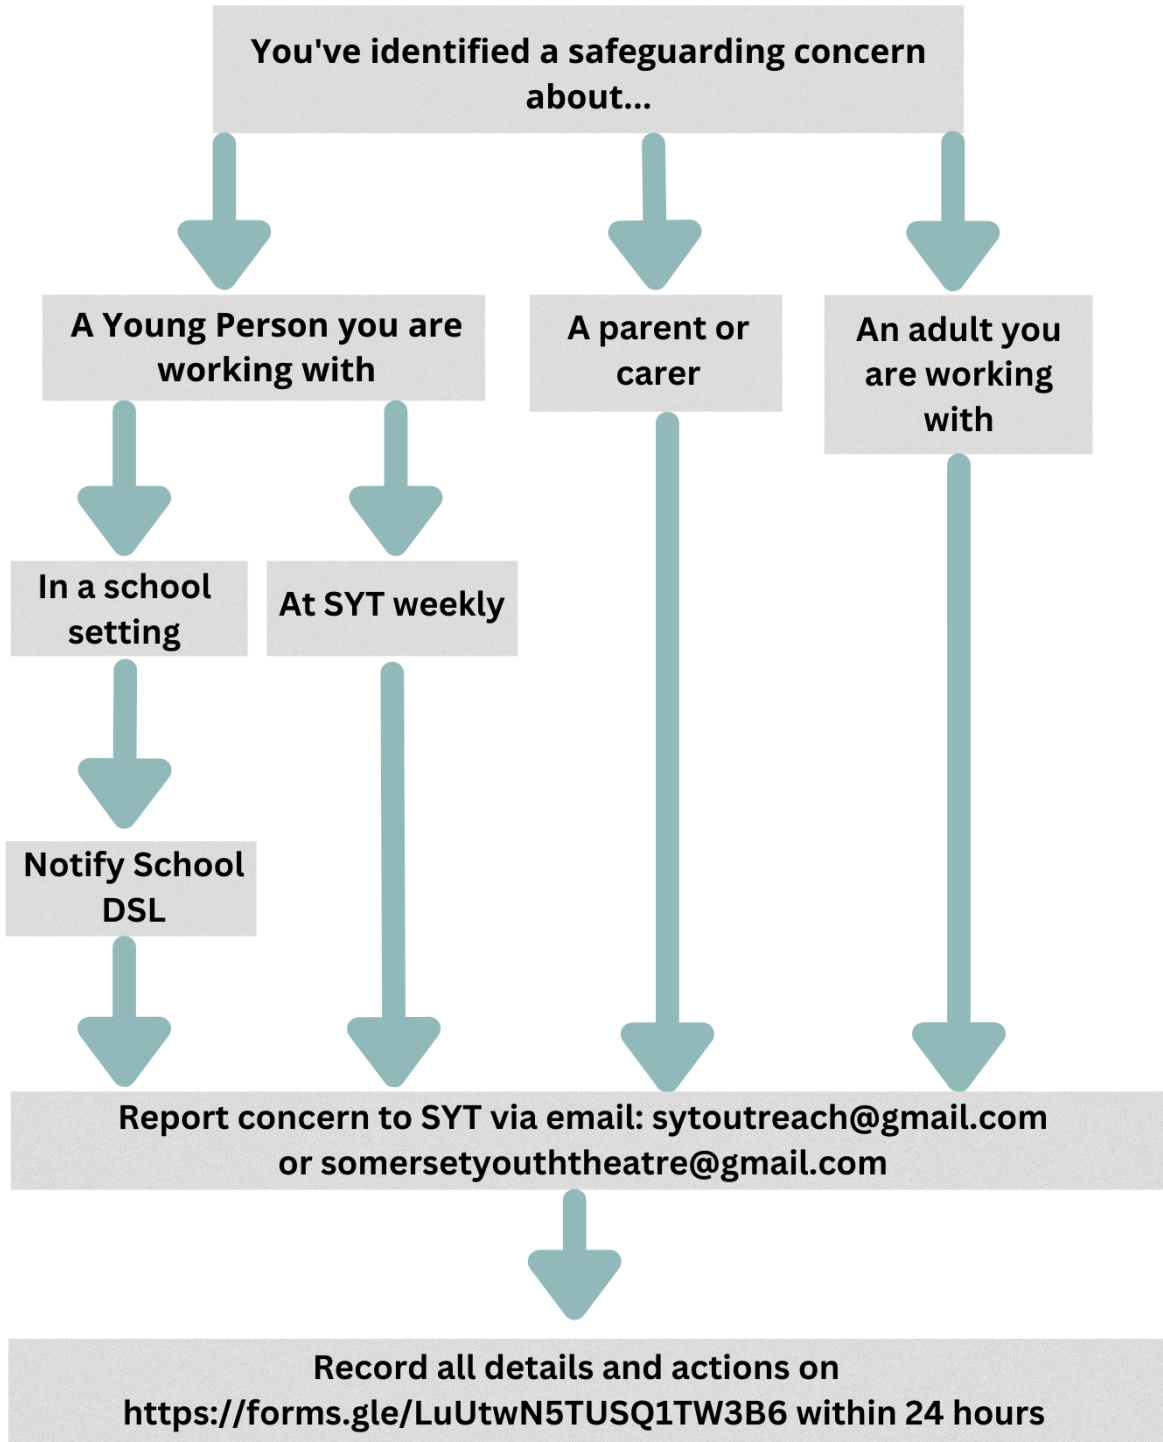 You've identified a safeguarding concern
about...
A Young Person you are
working with
A parent or
carer
An adult you
are working
with
In a school
setting
At SYT weekly
Notify School
DSL
Report concern to SYT via email: sytoutreach@gmail.com
or somersetyouththeatre@gmail.com
Record all details and actions on
https://forms.gle/LuUtwN5TUSQ1TW3B6 within 24 hours